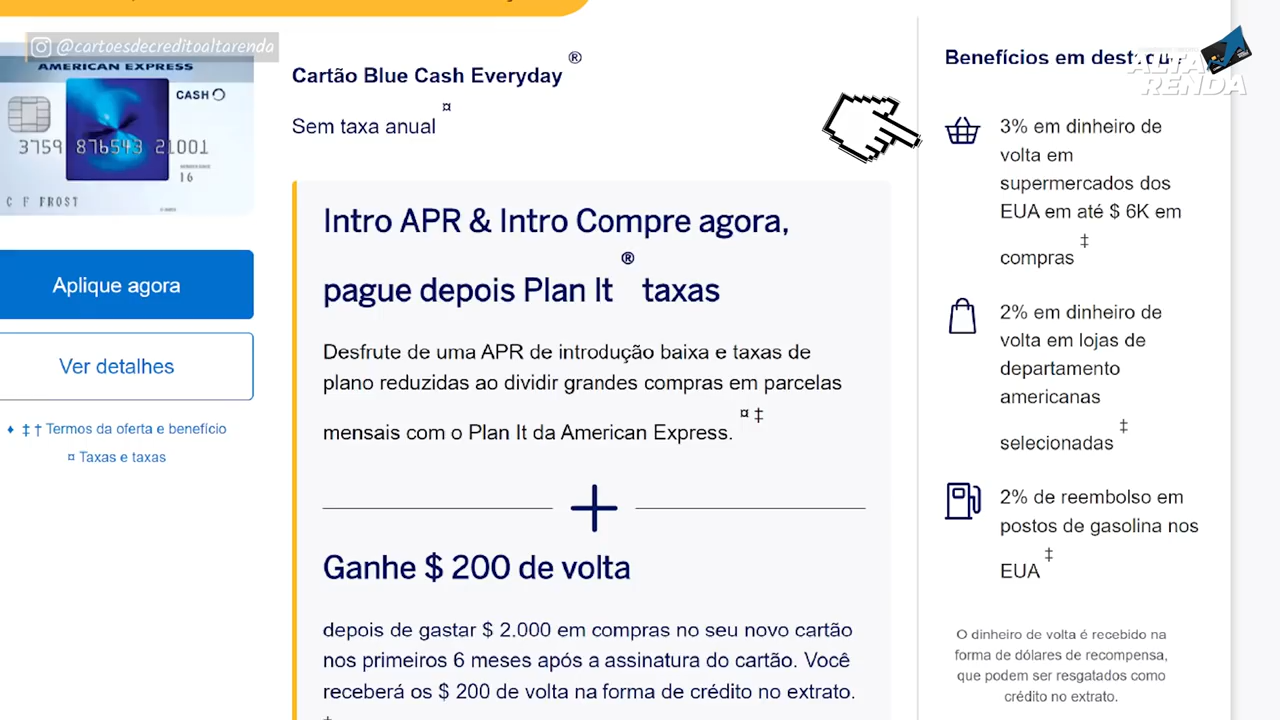 @cartoesdecreditoaltarenda
AMERICAN EXPRESS
CASH
3759 876543 21001
16
C F FROST
Aplique agora
Ver detalhes
♦ ‡ † Termos da oferta e benefício
¤ Taxas e taxas
Cartão Blue Cash Everyday®
Sem taxa anual¤
Intro APR & Intro Compre agora,
pague depois Plan It® taxas
Desfrute de uma APR de introdução baixa e taxas de
plano reduzidas ao dividir grandes compras em parcelas
mensais com o Plan It da American Express.¤ ‡
+
Ganhe $ 200 de volta
depois de gastar $ 2.000 em compras no seu novo cartão
nos primeiros 6 meses após a assinatura do cartão. Você
receberá os $ 200 de volta na forma de crédito no extrato.
Benefícios em destaque
ALTA
RENDA
3% em dinheiro de
volta em
supermercados dos
EUA em até $ 6K em
compras‡
2% em dinheiro de
volta em lojas de
departamento
americanas
selecionadas‡
2% de reembolso em
postos de gasolina nos
EUA‡
O dinheiro de volta é recebido na
forma de dólares de recompensa,
que podem ser resgatados como
crédito no extrato.